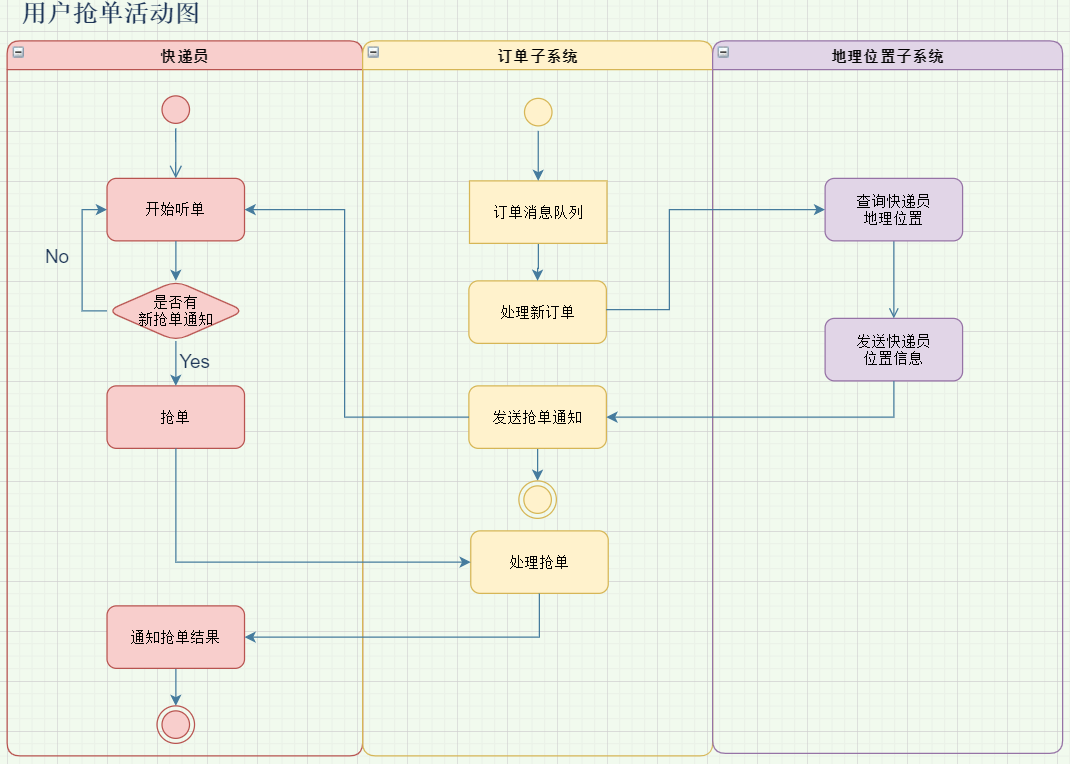 用户抢单活动图
快递员
订单子系统
地理位置子系统
开始听单
订单消息队列
查询快递员
地理位置
No
是否有
新抢单通知
处理新订单
发送快递员
位置信息
Yes
抢单
发送抢单通知
处理抢单
通知抢单结果